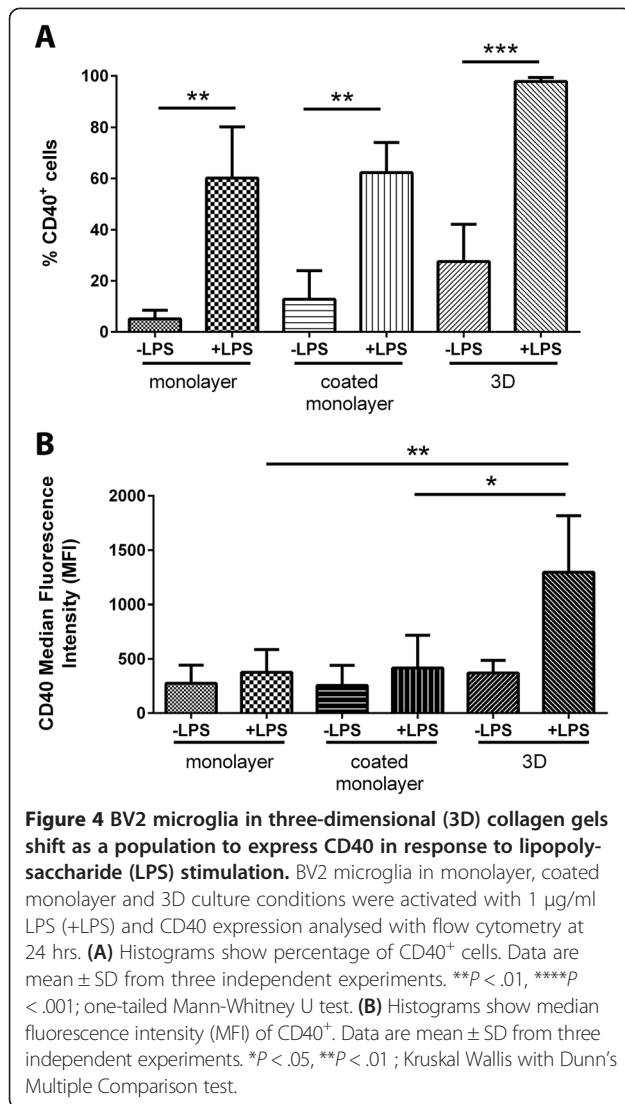 A
***
**
**
100
80
60
40
20
0
% CD40⁺ cells
-LPS +LPS -LPS +LPS -LPS +LPS
monolayer coated monolayer 3D
B
**
*
2000
1500
1000
500
0
CD40 Median Fluorescence
Intensity (MFI)
-LPS +LPS -LPS +LPS -LPS +LPS
monolayer coated monolayer 3D
Figure 4 BV2 microglia in three-dimensional (3D) collagen gels
shift as a population to express CD40 in response to lipopoly-
saccharide (LPS) stimulation. BV2 microglia in monolayer, coated
monolayer and 3D culture conditions were activated with 1 μg/ml
LPS (+LPS) and CD40 expression analysed with flow cytometry at
24 hrs. (A) Histograms show percentage of CD40⁺ cells. Data are
mean ± SD from three independent experiments. **P < .01, ****P
< .001; one-tailed Mann-Whitney U test. (B) Histograms show median
fluorescence intensity (MFI) of CD40⁺. Data are mean ± SD from three
independent experiments. *P < .05, **P < .01 ; Kruskal Wallis with Dunn's
Multiple Comparison test.